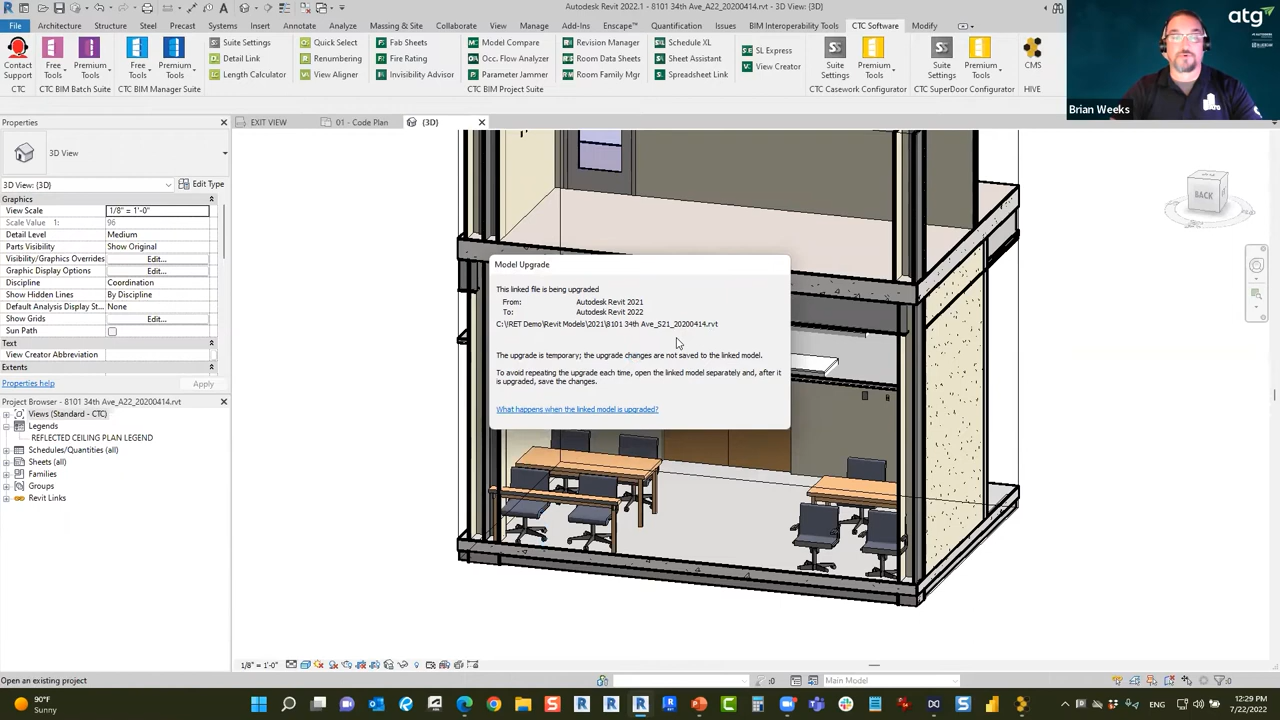 Autodesk Revit 2022.1 - 8101 34th Ave_A22_20200414.rvt - 3D View: {3D}
atg
File Architecture Structure Steel Precast Systems Insert Annotate Analyze Massing & Site Collaborate View Manage Add-Ins Enscape™ Quantification Issues BIM Interoperability Tools CTC Software Modify
Contact Support
Free Tools
Premium Tools
Free Tools
Premium Tools
Suite Settings
Detail Link
Length Calculator
Quick Select
Renumbering
View Aligner
Fab Sheets
Fire Rating
Invisibility Advisor
Model Compare
Occ. Flow Analyzer
Parameter Jammer
Revision Manager
Room Data Sheets
Room Family Mgr
Schedule XL
Sheet Assistant
Spreadsheet Link
SL Express
View Creator
Suite Settings
Premium Tools
Suite Settings
Premium Tools
CMS
CTC CTC BIM Batch Suite CTC BIM Manager Suite CTC BIM Project Suite CTC Casework Configurator CTC SuperDoor Configurator HIVE
Brian Weeks
Properties
EXIT VIEW 01 - Code Plan {3D}
3D View
3D View: {3D} Edit Type
Graphics
View Scale 1/8" = 1'-0"
Scale Value 1: 96
Detail Level Medium
Parts Visibility Show Original
Visibility/Graphics Overrides Edit...
Graphic Display Options Edit...
Discipline Coordination
Show Hidden Lines By Discipline
Default Analysis Display St... None
Show Grids Edit...
Sun Path
Text
View Creator Abbreviation
Extents
Properties help Apply
Project Browser - 8101 34th Ave_A22_20200414.rvt
Views (Standard - CTC)
Legends
REFLECTED CEILING PLAN LEGEND
Schedules/Quantities (all)
Sheets (all)
Families
Groups
Revit Links
BACK
Model Upgrade
This linked file is being upgraded
From: Autodesk Revit 2021
To: Autodesk Revit 2022
C:\!RET Demo\Revit Models\2021\8101 34th Ave_S21_20200414.rvt
The upgrade is temporary; the upgrade changes are not saved to the linked model.
To avoid repeating the upgrade each time, open the linked model separately and, after it
is upgraded, save the changes.
What happens when the linked model is upgraded?
1/8" = 1'-0"
Open an existing project
:0 Main Model :0
90°F
Sunny
ENG
12:29 PM
7/22/2022